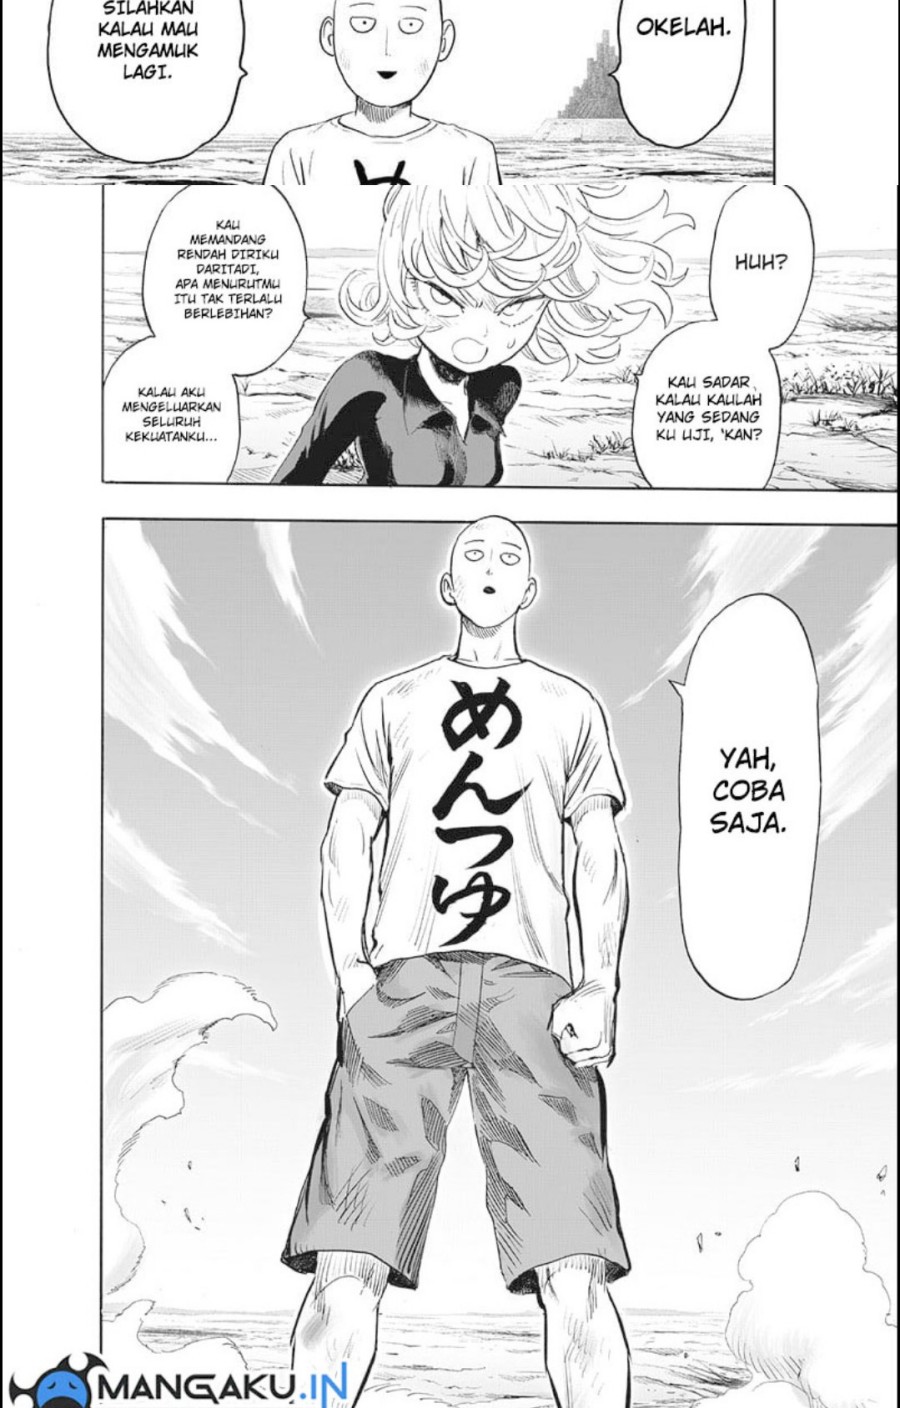 OKELAH.
SILAHKAN
KALAU MAU
MENGAMUK
LAGI.
HUH?
KAU SADAR
KALAU KAULAH
YANG SEDANG
KU UJI, 'KAN?
KAU
MEMANDANG
RENDAH DIRIKU
DARITADI,
APA MENURUTMU
ITU TAK TERLALU
BERLEBIHAN?
KALAU AKU
MENGELUARKAN
SELURUH
KEKUATANKU...
YAH,
COBA
SAJA.
めんつゆ
MANGAKU.IN